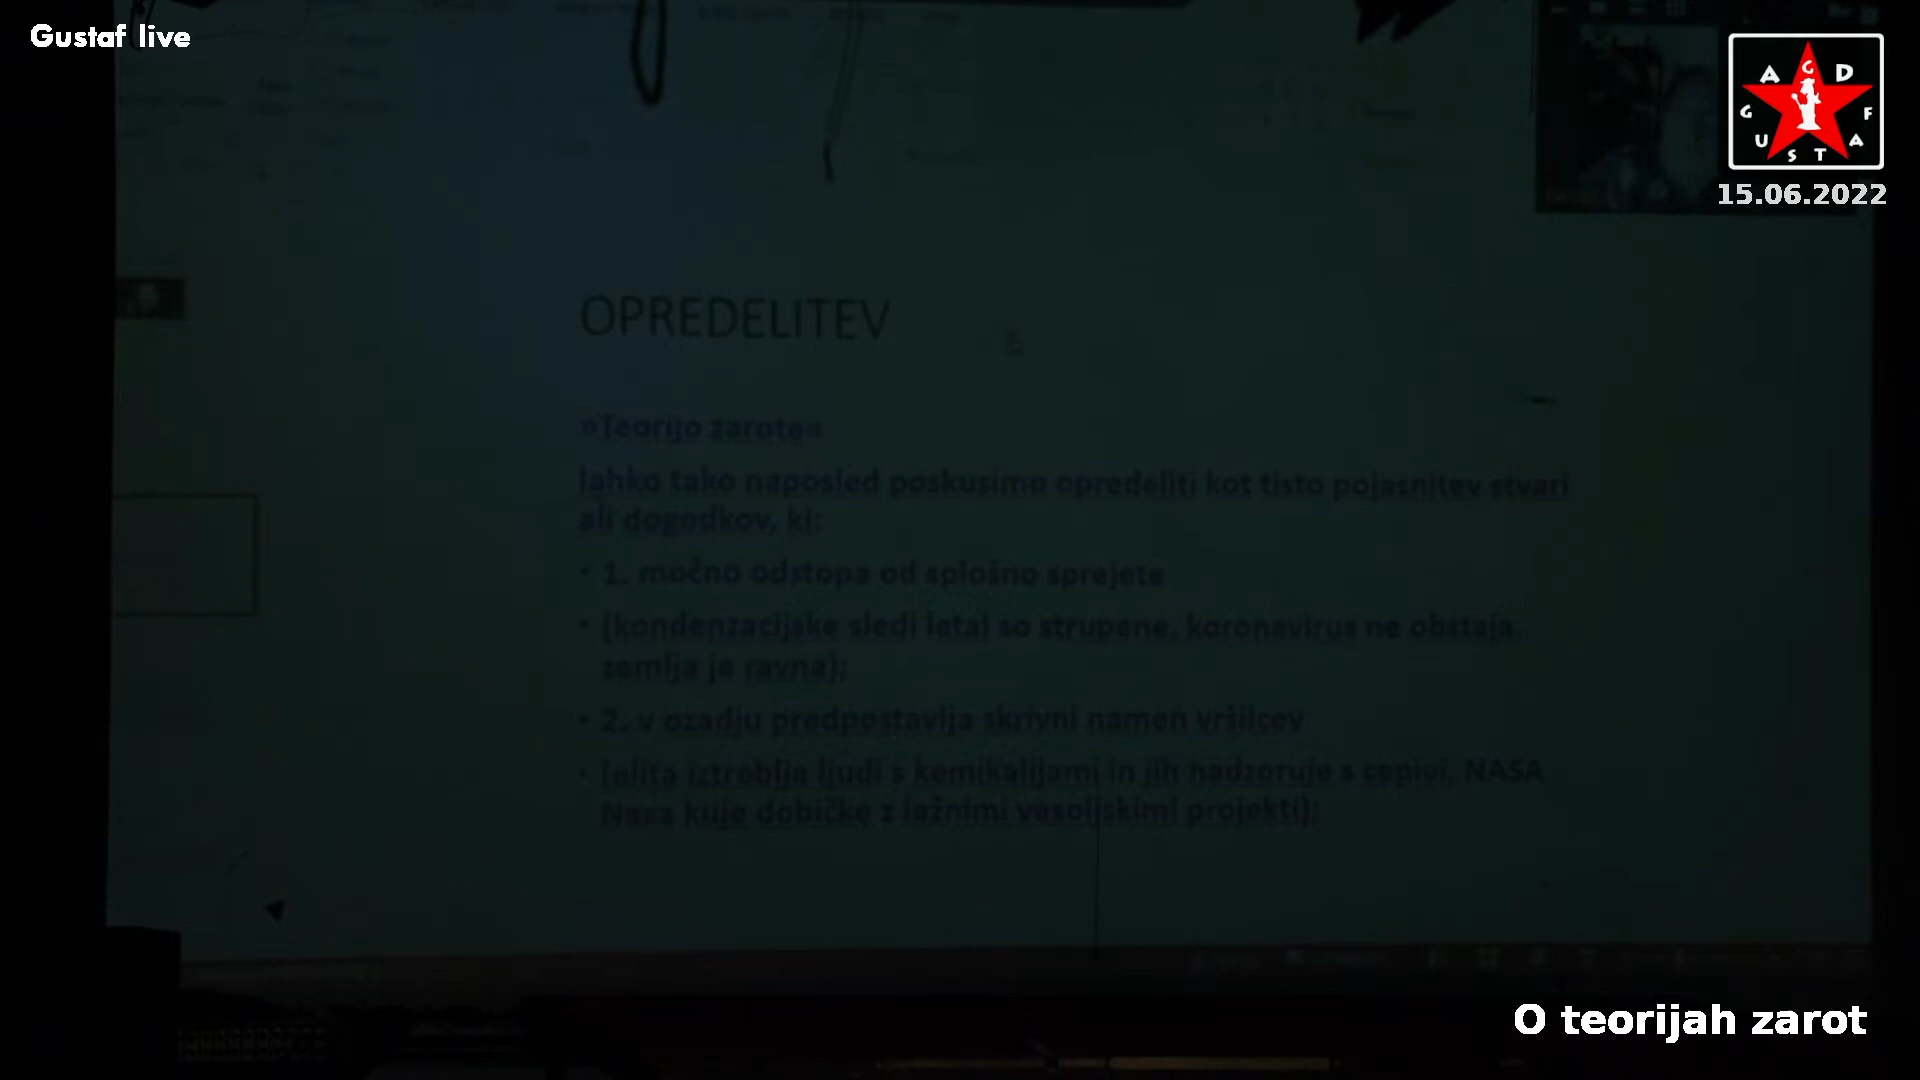 Gustaf live
A G D
G F
U S T A
15.06.2022
OPREDELITEV
»Teorijo zarote«
lahko tako naposled poskusimo opredeliti kot tisto pojasnitev stvari
ali dogodkov, ki:
• 1. močno odstopa od splošno sprejete
• (kondenzacijske sledi letal so strupene, koronavirus ne obstaja,
zemlja je ravna);
• 2. v ozadju predpostavlja skrivni namen vršilcev
• (elita iztreblja ljudi s kemikalijami in jih nadzoruje s cepivi, NASA
Nasa kuje dobičke z lažnimi vesoljskimi projekti);
O teorijah zarot